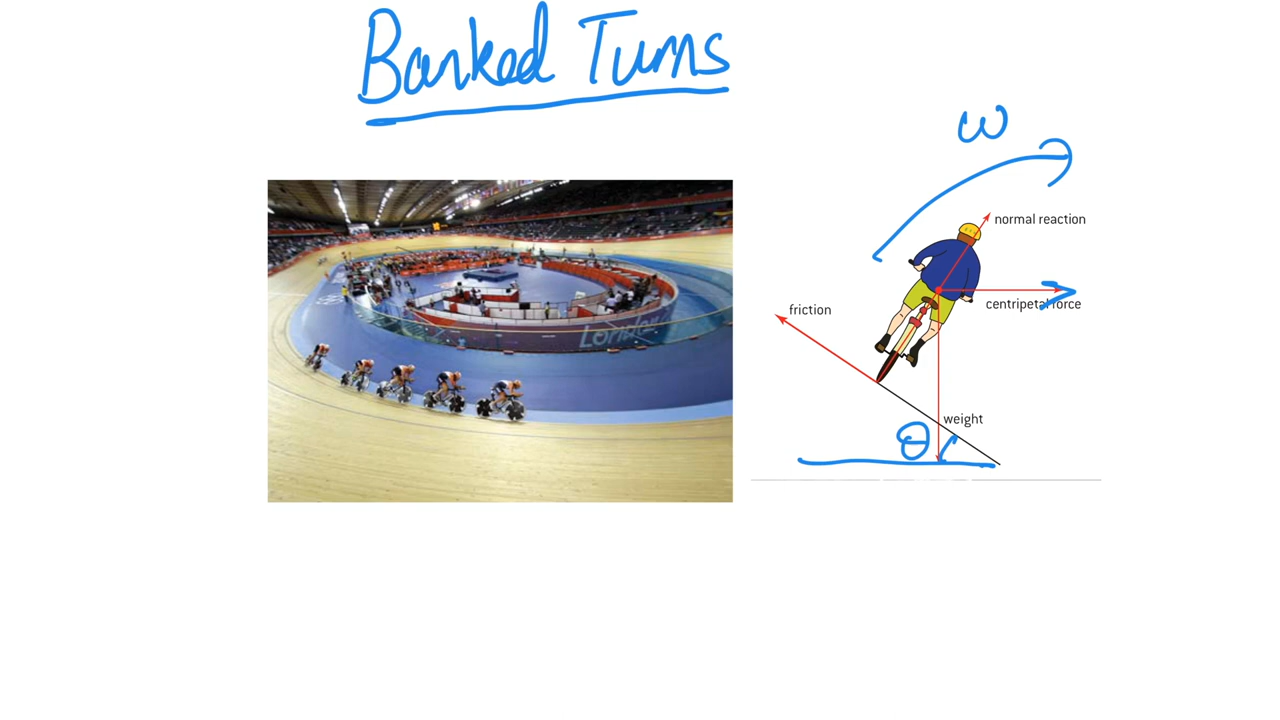 Banked Turns
ω
normal reaction
centripetal force
friction
weight
θ
London